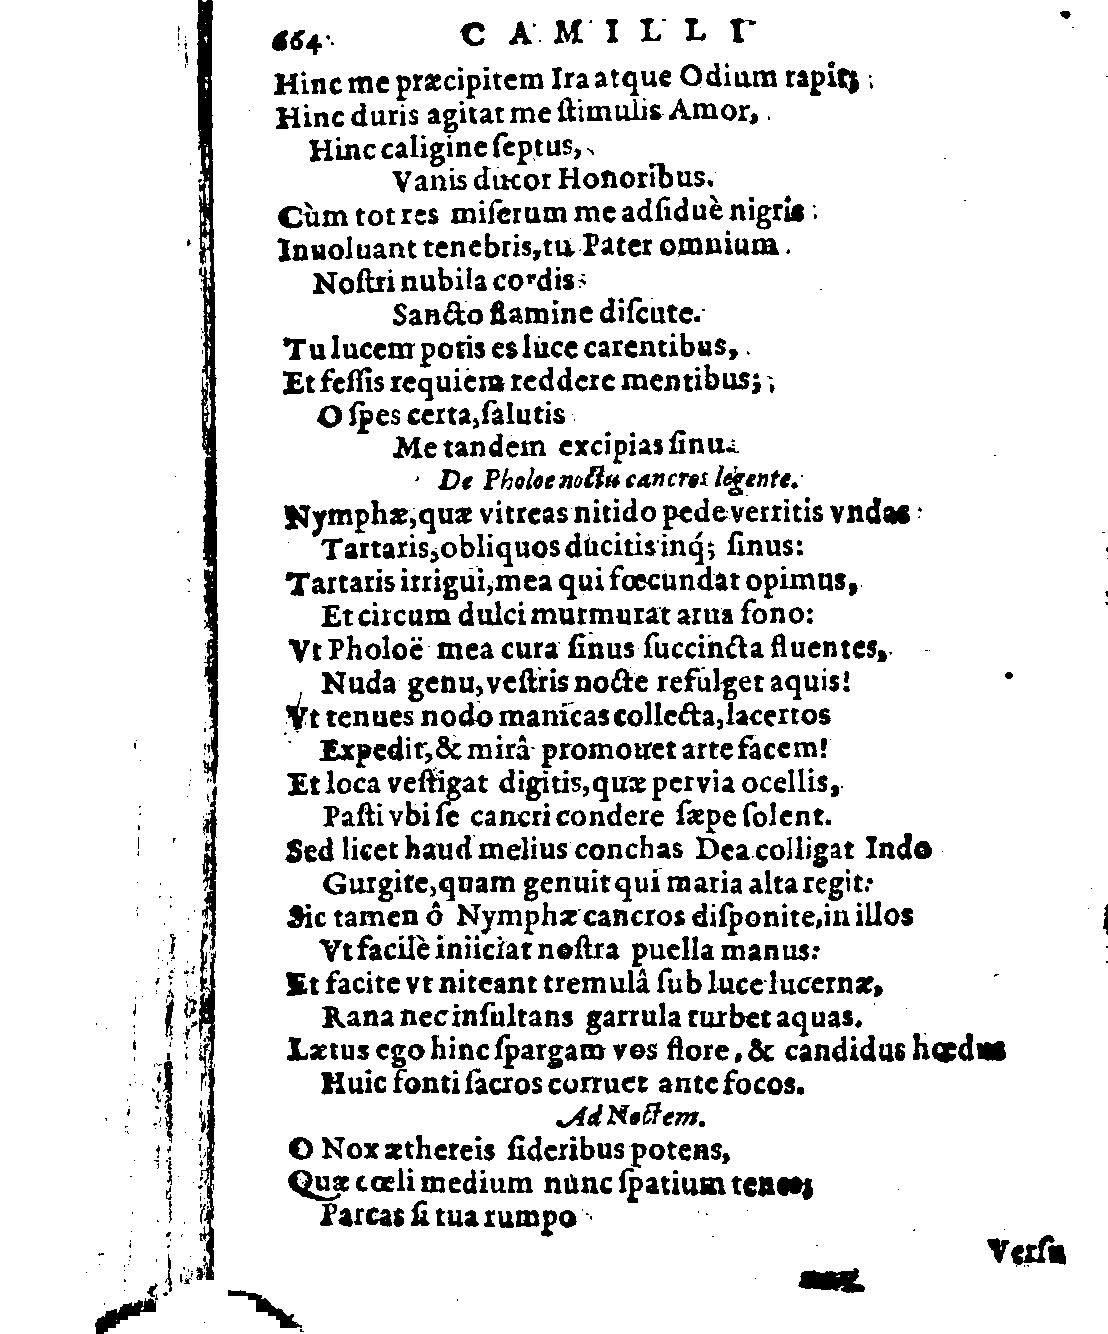 664. CAMILLI
Hinc me præcipitem Ira atque Odium rapit;
Hinc duris agitat me ſtimulis Amor,
Hinc caligine ſeptus,
Vanis ducor Honoribus.
Cùm tot res miſerum me adſiduè nigris
Inuoluant tenebris, tu Pater omnium
Noſtri nubila cordis
Sancto flamine diſcute.
Tu lucem potis es luce carentibus,
Et feſſis requiem reddere mentibus;
O ſpes certa, ſalutis
Me tandem excipias ſinu.
De Pholoe noctu cancros legente.
Nymphæ, quæ vitreas nitido pede verritis vndas
Tartaris, obliquos ducitis inq́; ſinus:
Tartaris irrigui, mea qui fœcundat opimus,
Et circum dulci murmurat arua ſono:
Vt Pholoë mea cura ſinus ſuccincta fluentes,
Nuda genu, veſtris nocte refulget aquis!
Vt tenues nodo manicas collecta, lacertos
Expedit, & mirâ promouet arte facem!
Et loca veſtigat digitis, quæ pervia ocellis,
Paſti vbi ſe cancri condere ſæpe ſolent.
Sed licet haud melius conchas Dea colligat Indo
Gurgite, quam genuit qui maria alta regit:
Sic tamen ô Nymphæ cancros diſponite, in illos
Vt facilè iniiciat noſtra puella manus:
Et facite vt niteant tremulâ ſub luce lucernæ,
Rana nec inſultans garrula turbet aquas.
Lætus ego hinc ſpargam vos flore, & candidus hœdus
Huic fonti ſacros corruet ante focos.
Ad Noctem.
O Nox æthereis ſideribus potens,
Quæ cœli medium nunc ſpatium tenes;
Parcas ſi tua rumpo
Verſu